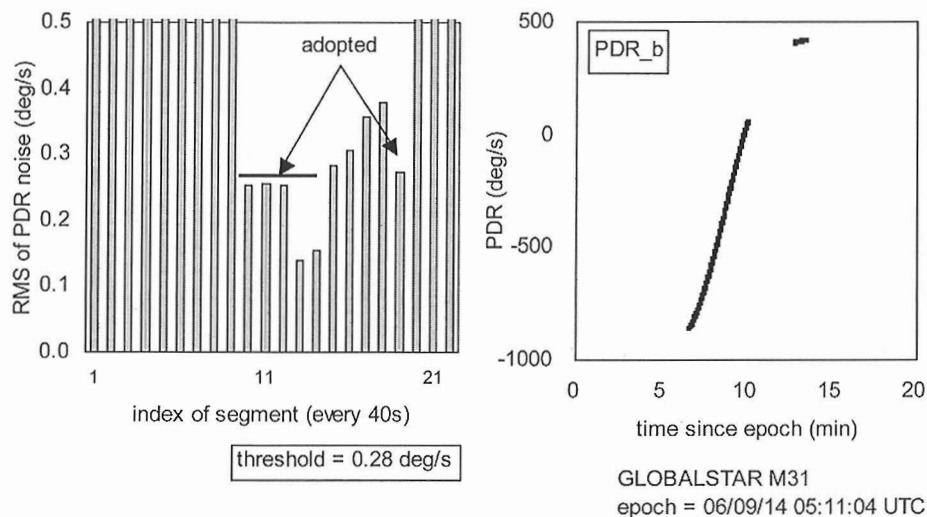 0.5
0.4
0.3
0.2
0.1
0.0
RMS of PDR noise (deg/s)
adopted
1
11
21
index of segment (every 40s)
threshold = 0.28 deg/s
500
0
-500
-1000
PDR (deg/s)
PDR_b
0
5
10
15
20
time since epoch (min)
GLOBALSTAR M31
epoch = 06/09/14 05:11:04 UTC